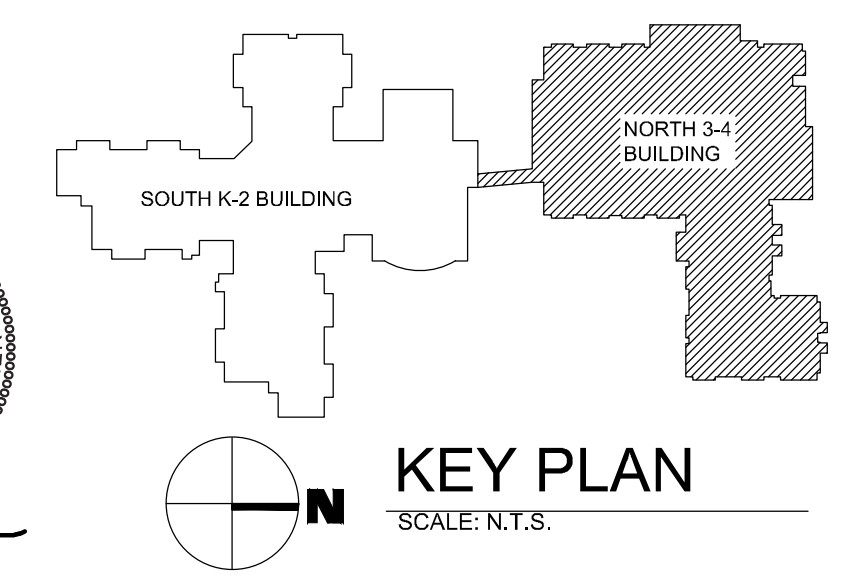 NORTH 3-4
BUILDING
SOUTH K-2 BUILDING
N
KEY PLAN
SCALE: N.T.S.